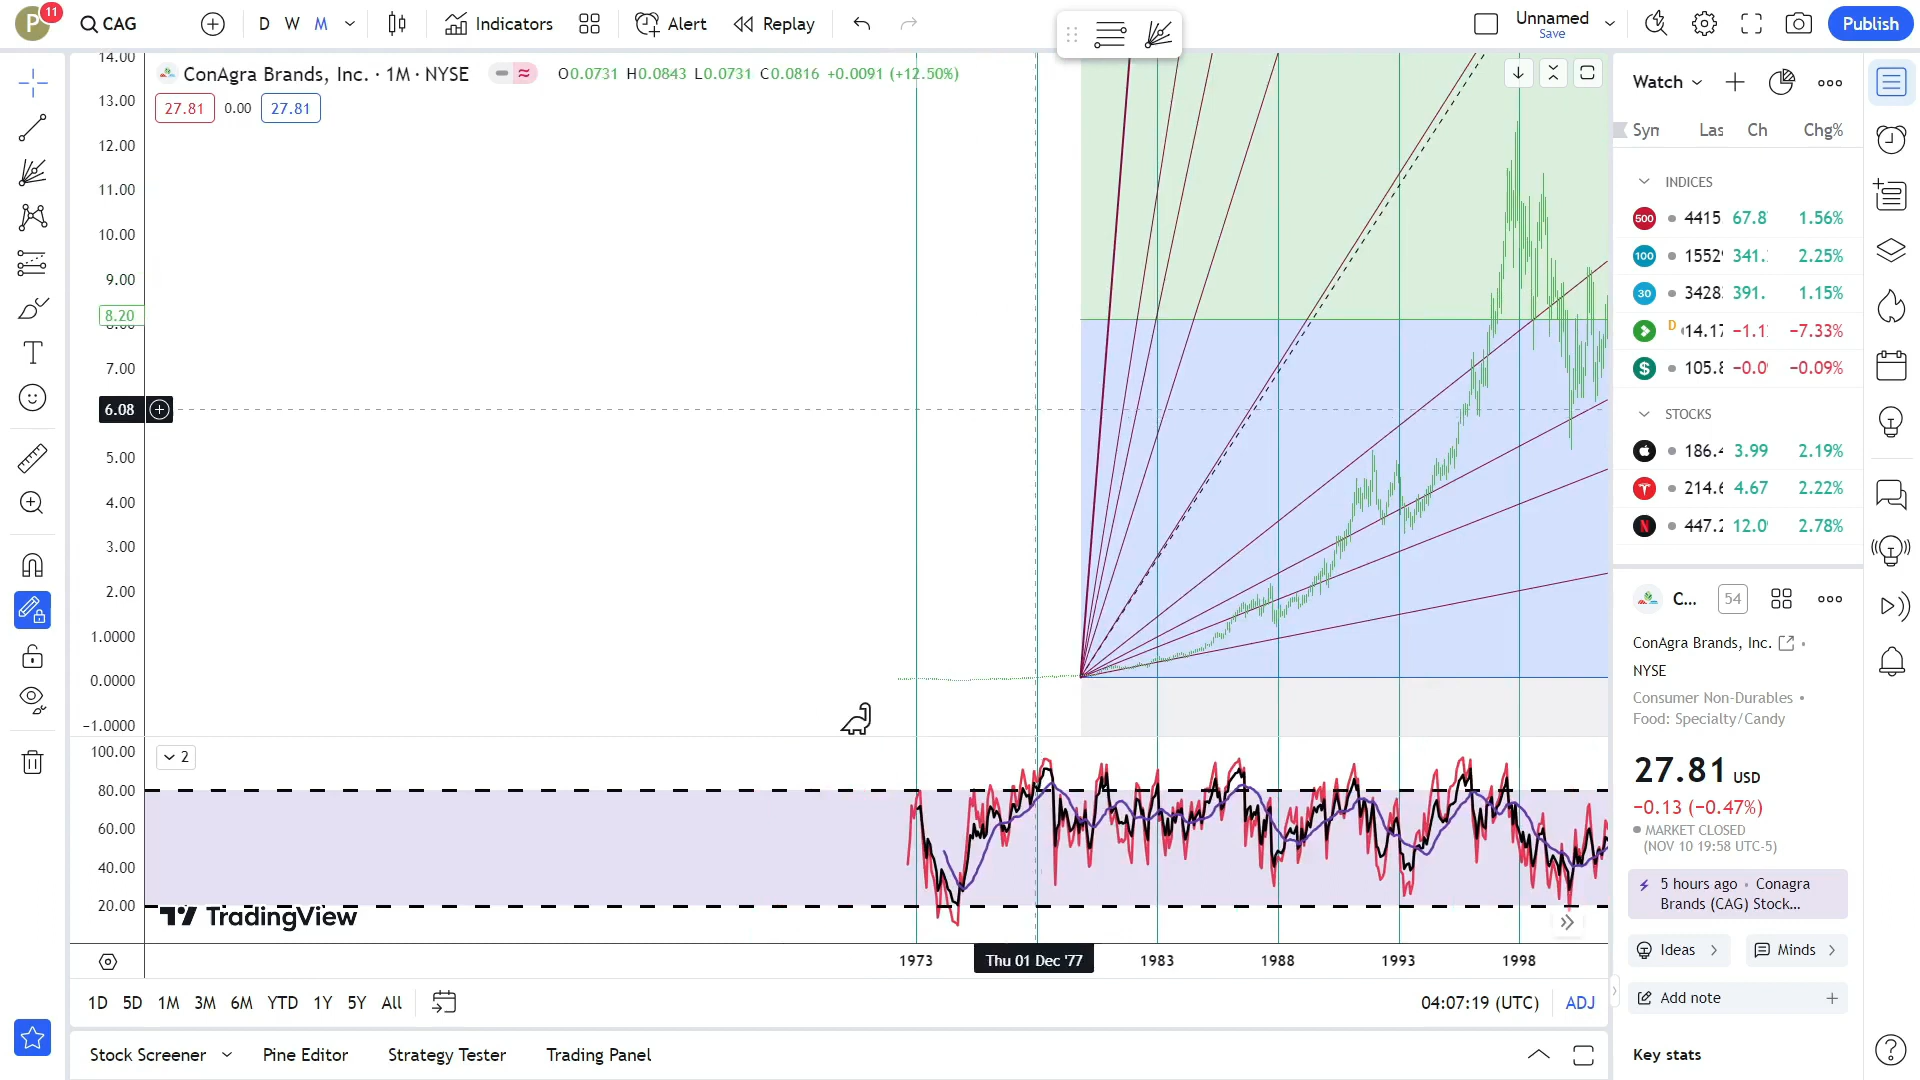 P
11
CAG
D W M
Indicators
Alert
Replay
Unnamed
Save
Publish
ConAgra Brands, Inc. · 1M · NYSE
O0.0731 H0.0843 L0.0731 C0.0816 +0.0091 (+12.50%)
27.81 0.00 27.81
14.00
13.00
12.00
11.00
10.00
9.00
8.20
7.00
6.08
5.00
4.00
3.00
2.00
1.0000
0.0000
−1.0000
100.00
80.00
60.00
40.00
20.00
2
TradingView
1973
Thu 01 Dec '77
1983
1988
1993
1998
1D 5D 1M 3M 6M YTD 1Y 5Y All
04:07:19 (UTC)
ADJ
Stock Screener
Pine Editor
Strategy Tester
Trading Panel
Watch
Chg%
INDICES
500 4415 67.8 1.56%
100 1552 341. 2.25%
30 3428 391. 1.15%
D 14.17 −1.1 −7.33%
$ 105.8 −0.0 −0.09%
STOCKS
186.4 3.99 2.19%
214.6 4.67 2.22%
N 447.2 12.0 2.78%
C...
54
ConAgra Brands, Inc.
NYSE
Consumer Non-Durables •
Food: Specialty/Candy
27.81 USD
−0.13 (−0.47%)
MARKET CLOSED
(NOV 10 19:58 UTC-5)
5 hours ago • Conagra
Brands (CAG) Stock...
Ideas
Minds
Add note
Key stats